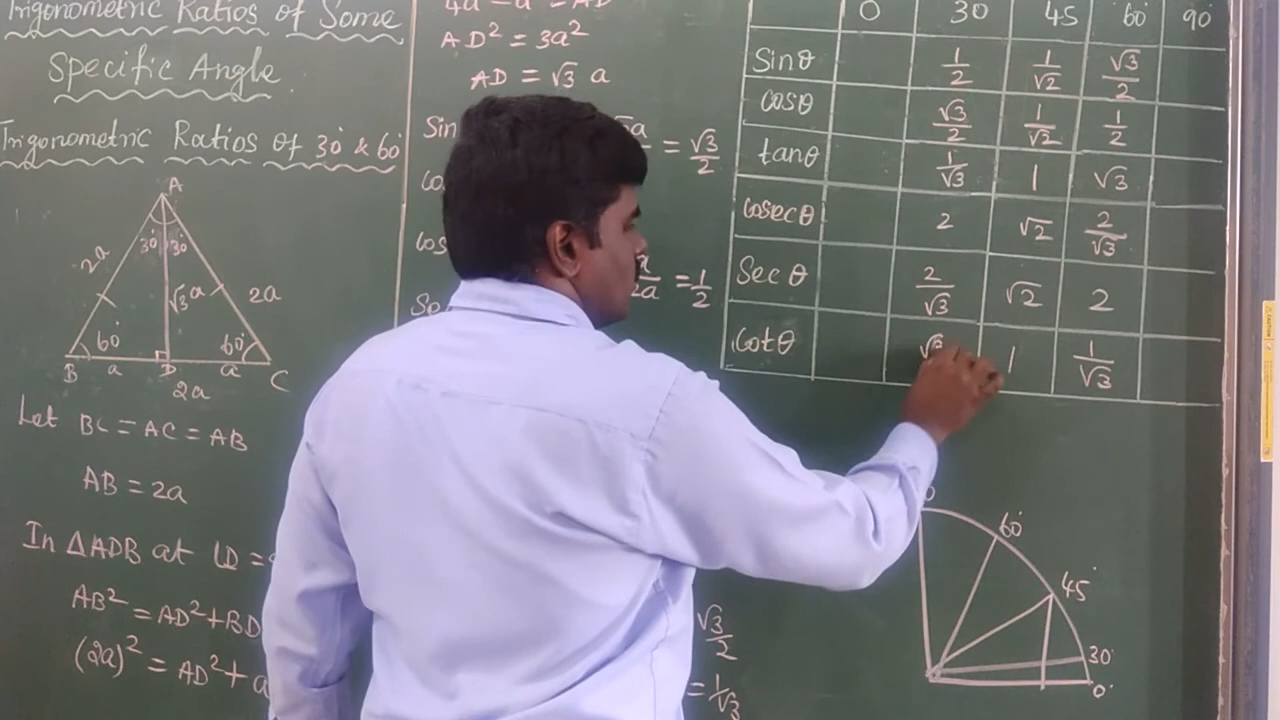 Trigonometric Ratios of Some
Specific Angle.
Trigonometric Ratios of 30° & 60°
A
30° 30°
2a √3 a 2a
60° 60°
B a D a C
2a
Let BC = AC = AB
AB = 2a
In ΔADB at ∟D =
AB² = AD² + BD
(2a)² = AD² + a
AD² = 3a²
AD = √3 a
Sin = √3/2
= 1/2
√3/2
= 1/√3
0 30 45 60 90
Sinθ 1/2 1/√2 √3/2
cosθ √3/2 1/√2 1/2
tanθ 1/√3 1 √3
cosecθ 2 √2 2/√3
Secθ 2/√3 √2 2
Cotθ √3 1 1/√3
60°
45°
30°
0°